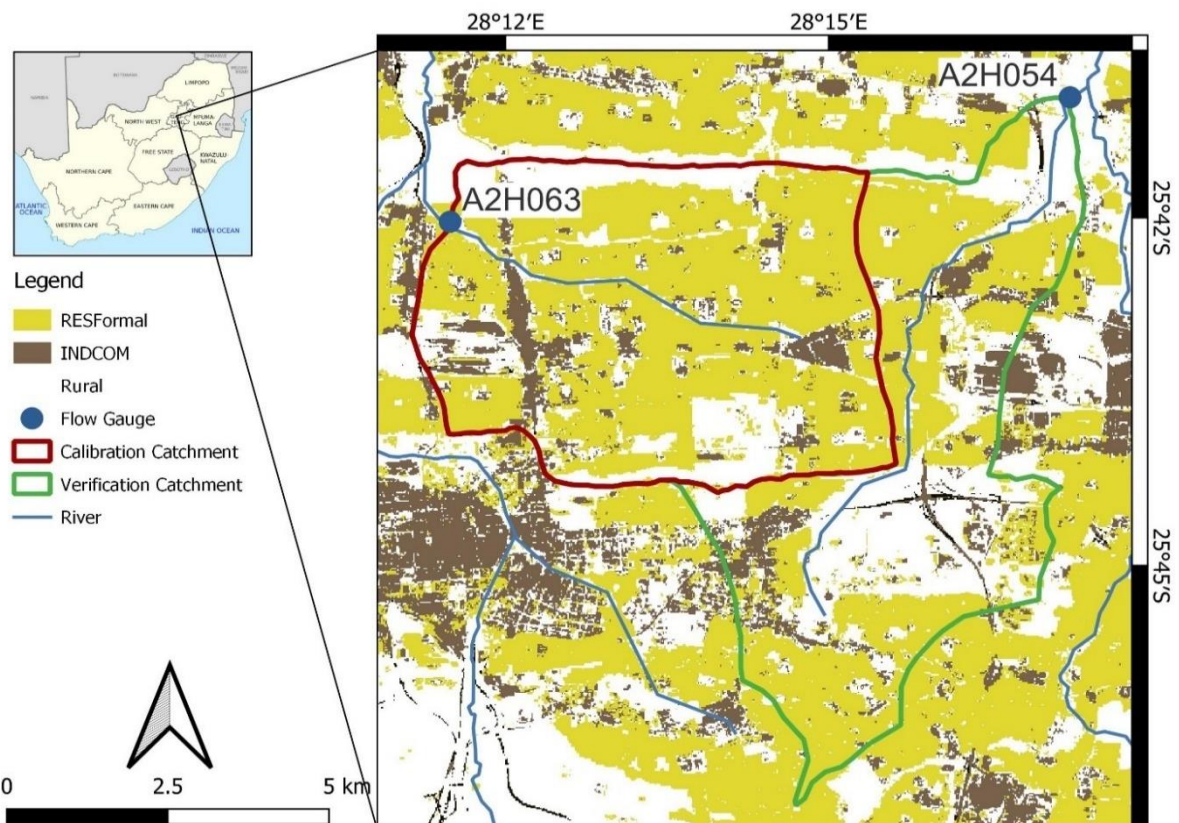 28°12'E
28°15'E
A2H054
A2H063
25°42'S
25°45'S
LIMPOPO
NORTH WEST
MPUMA-
LANGA
FREE STATE
KWAZULU-
NATAL
NORTHERN CAPE
EASTERN CAPE
WESTERN CAPE
ATLANTIC
OCEAN
INDIAN OCEAN
Legend
RESFormal
INDCOM
Rural
Flow Gauge
Calibration Catchment
Verification Catchment
River
0
2.5
5 km